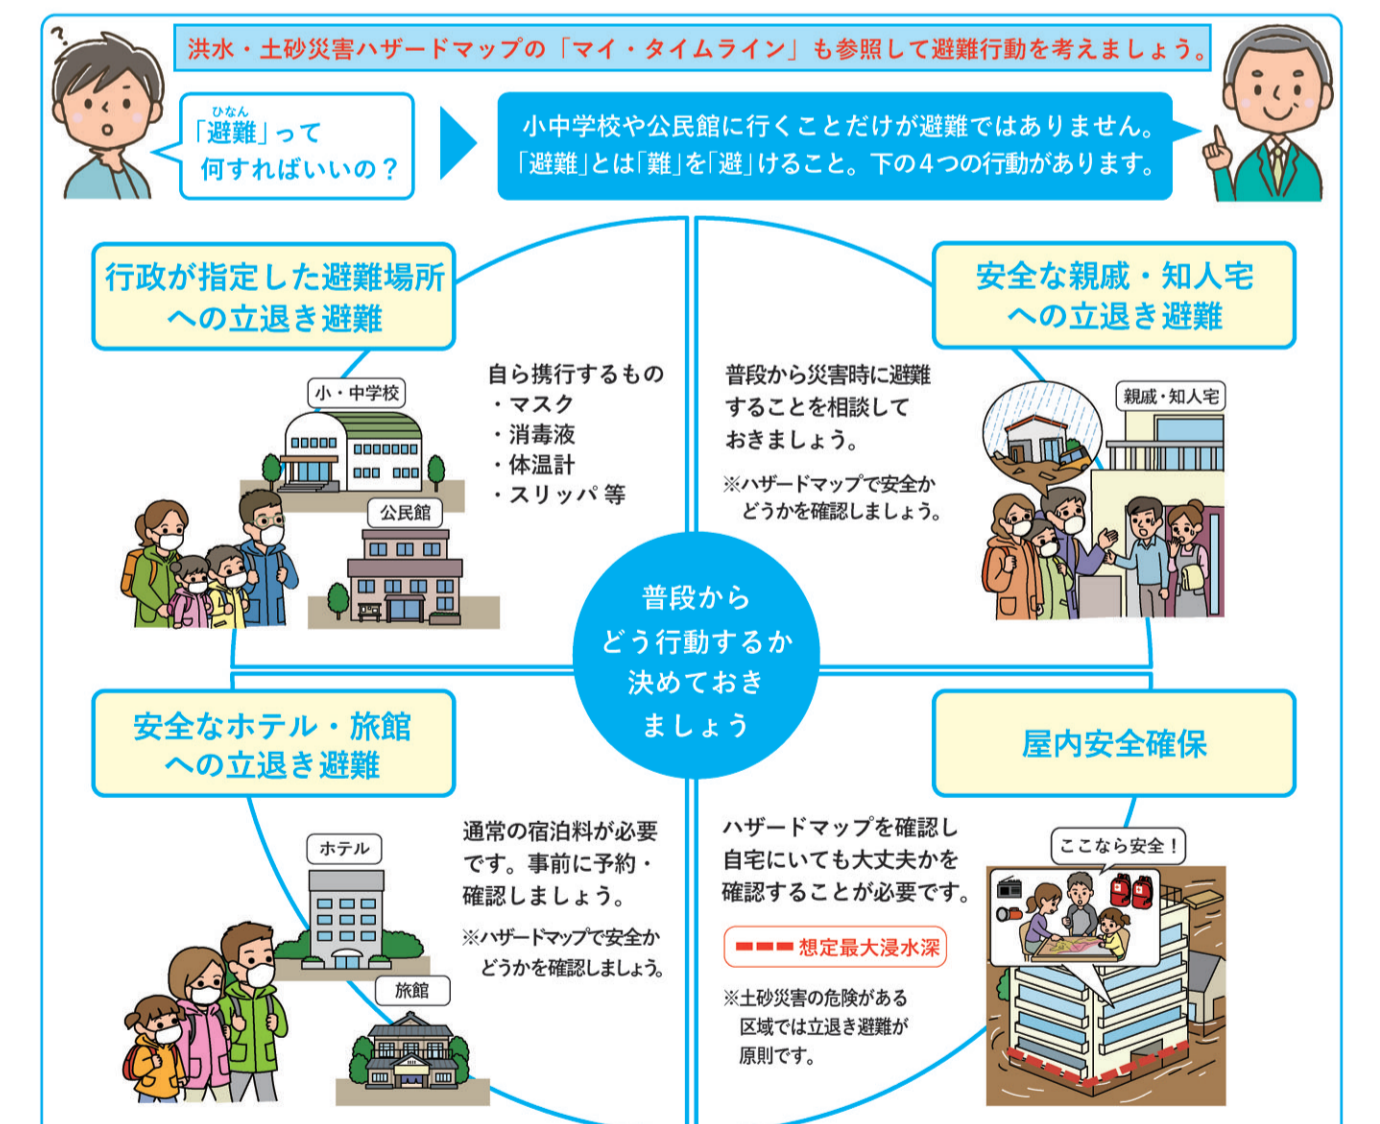 洪水・土砂災害ハザードマップの「マイ・タイムライン」も参照して避難行動を考えましょう。
?
ひなん
「避難」って
何すればいいの？
小中学校や公民館に行くことだけが避難ではありません。
「避難」とは「難」を「避」けること。下の４つの行動があります。
行政が指定した避難場所
への立退き避難
小・中学校
公民館
自ら携行するもの
・マスク
・消毒液
・体温計
・スリッパ 等
安全な親戚・知人宅
への立退き避難
普段から災害時に避難
することを相談して
おきましょう。
※ハザードマップで安全か
どうかを確認しましょう。
親戚・知人宅
普段から
どう行動するか
決めておき
ましょう
安全なホテル・旅館
への立退き避難
ホテル
旅館
通常の宿泊料が必要
です。事前に予約・
確認しましょう。
※ハザードマップで安全か
どうかを確認しましょう。
屋内安全確保
ハザードマップを確認し
自宅にいても大丈夫かを
確認することが必要です。
想定最大浸水深
※土砂災害の危険がある
区域では立退き避難が
原則です。
ここなら安全！